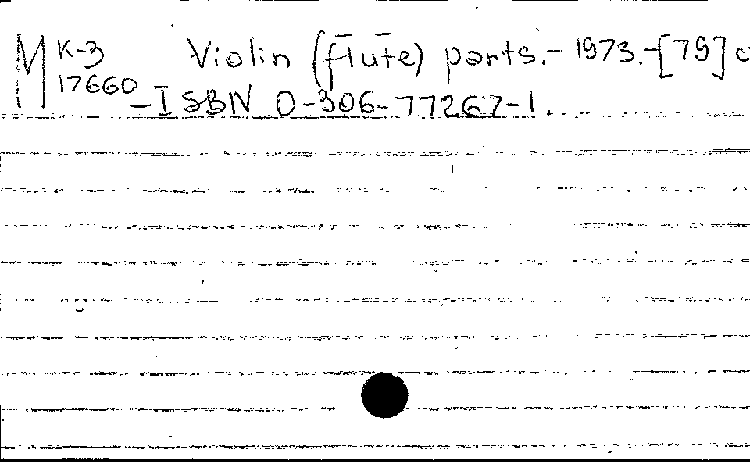 M K-3 Violin (flute) parts.- 1973.-[79] c
17660 -ISBN 0-306-77267-1.